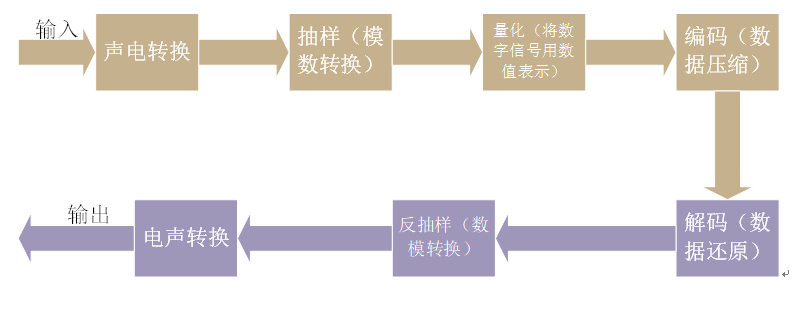 输入
声电转换
抽样（模
数转换）
量化（将数
字信号用数
值表示）
编码（数
据压缩）
解码（数
据还原）
反抽样（数
模转换）
电声转换
输出